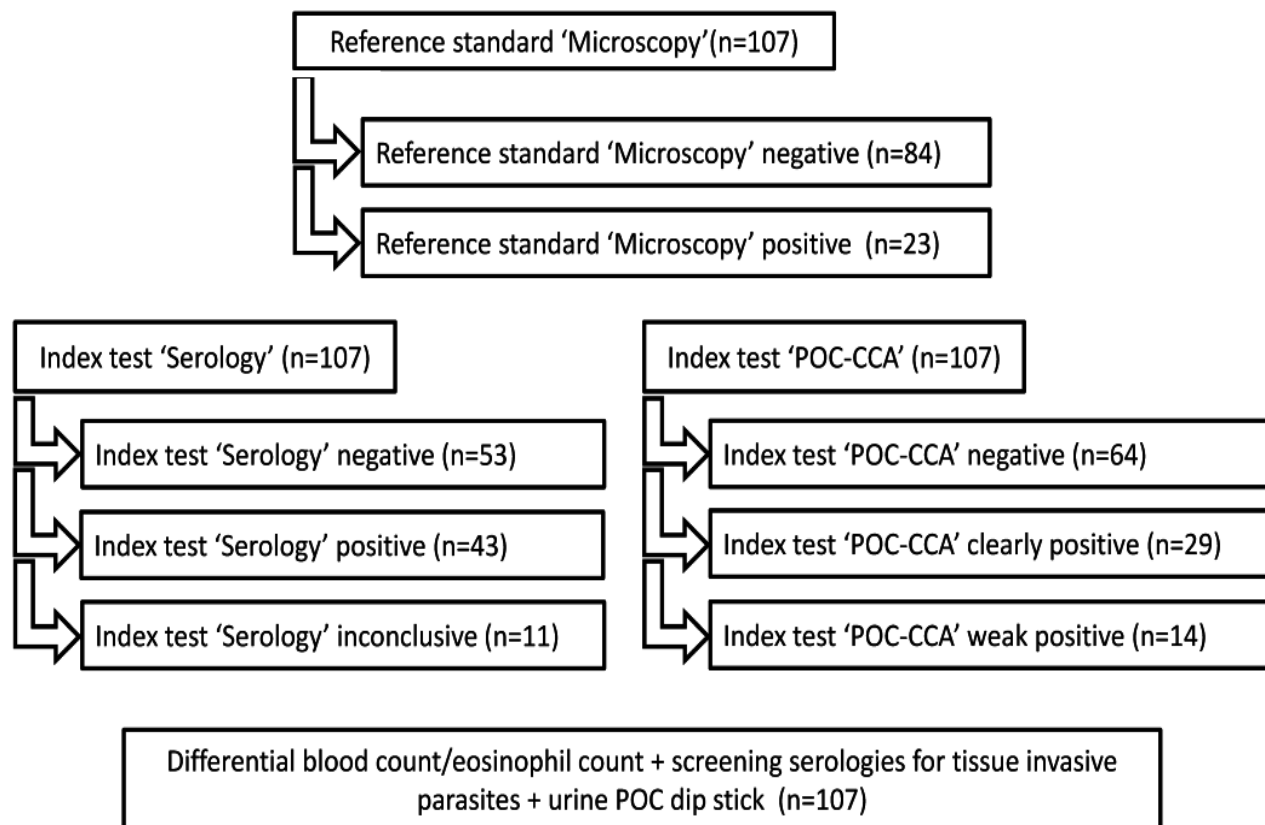 Reference standard ‘Microscopy’(n=107)
Reference standard ‘Microscopy’ negative (n=84)
Reference standard ‘Microscopy’ positive (n=23)
Index test ‘Serology’ (n=107)
Index test ‘Serology’ negative (n=53)
Index test ‘Serology’ positive (n=43)
Index test ‘Serology’ inconclusive (n=11)
Index test ‘POC-CCA’ (n=107)
Index test ‘POC-CCA’ negative (n=64)
Index test ‘POC-CCA’ clearly positive (n=29)
Index test ‘POC-CCA’ weak positive (n=14)
Differential blood count/eosinophil count + screening serologies for tissue invasive
parasites + urine POC dip stick (n=107)